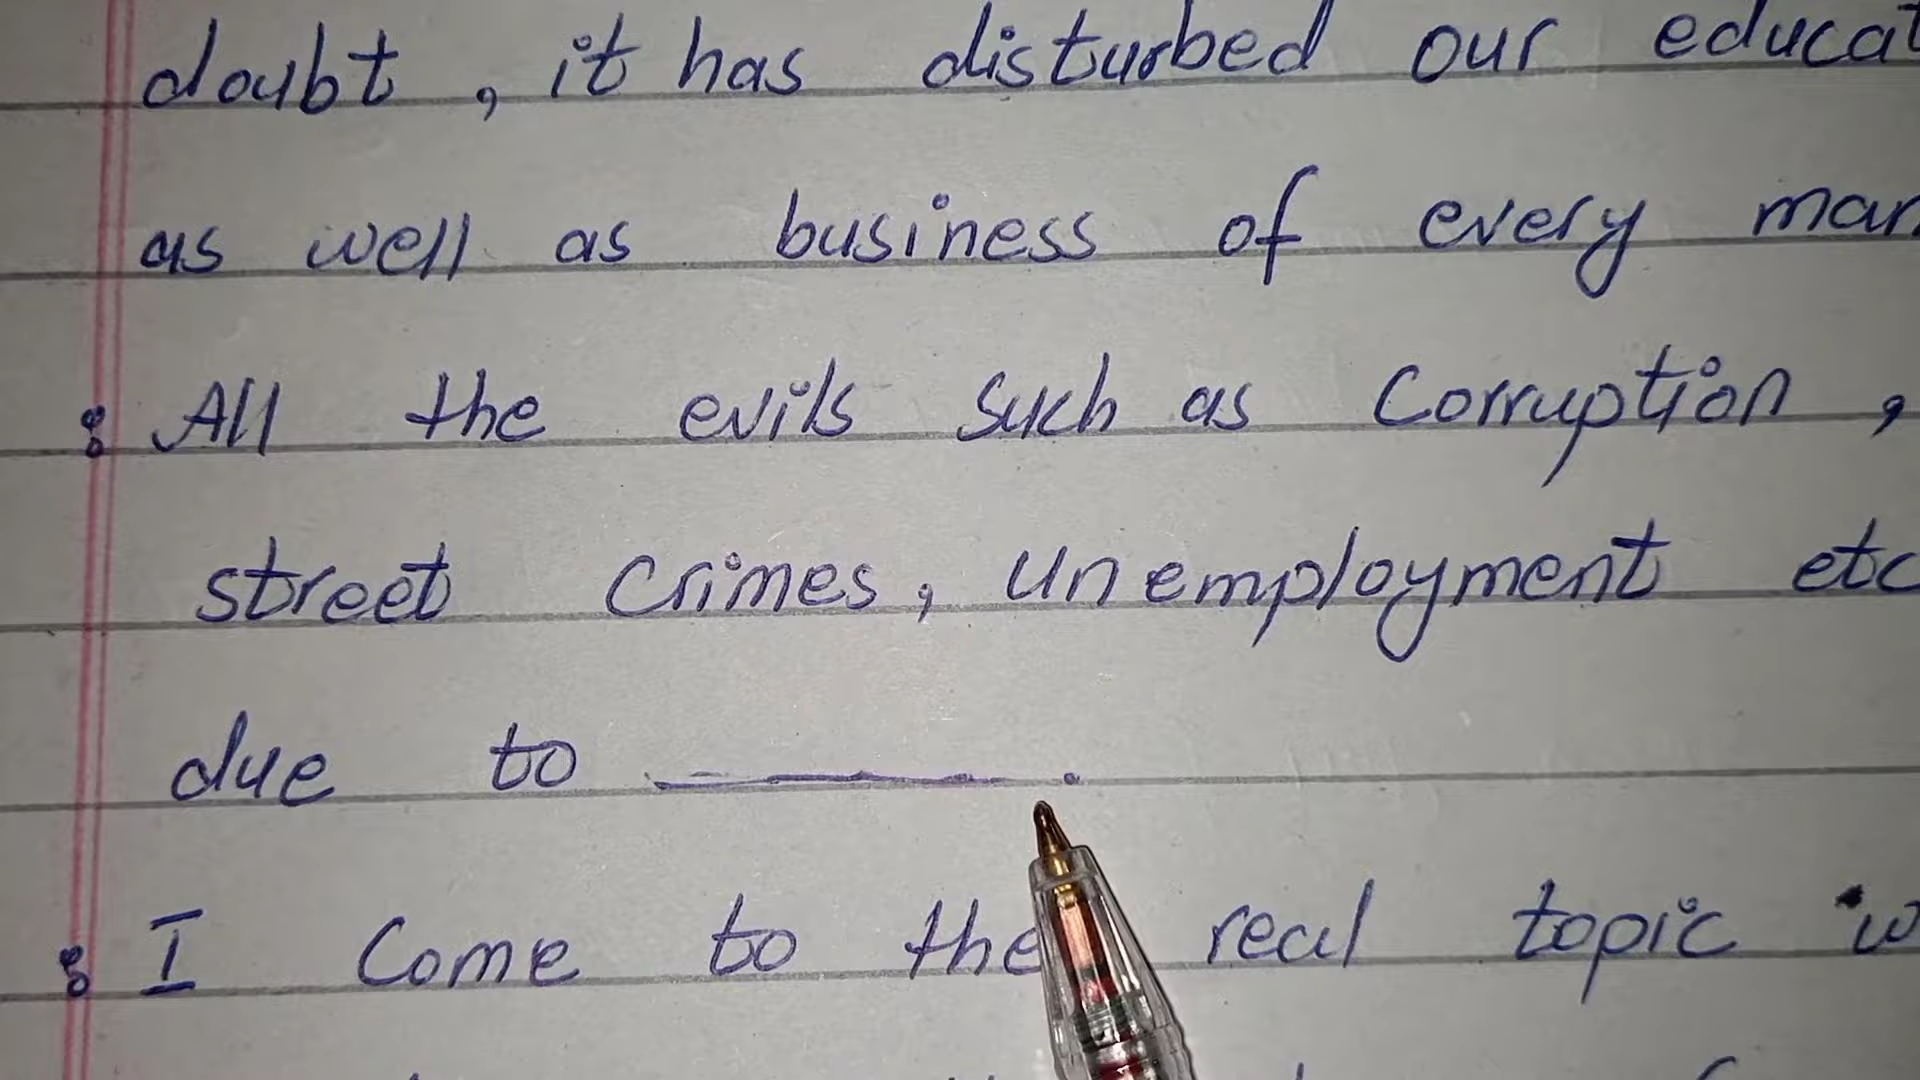 doubt, it has disturbed our educat
as well as business of every man
: All the evils such as Corruption,
street Crimes, Unemployment etc
due to ______.
: I Come to the real topic w